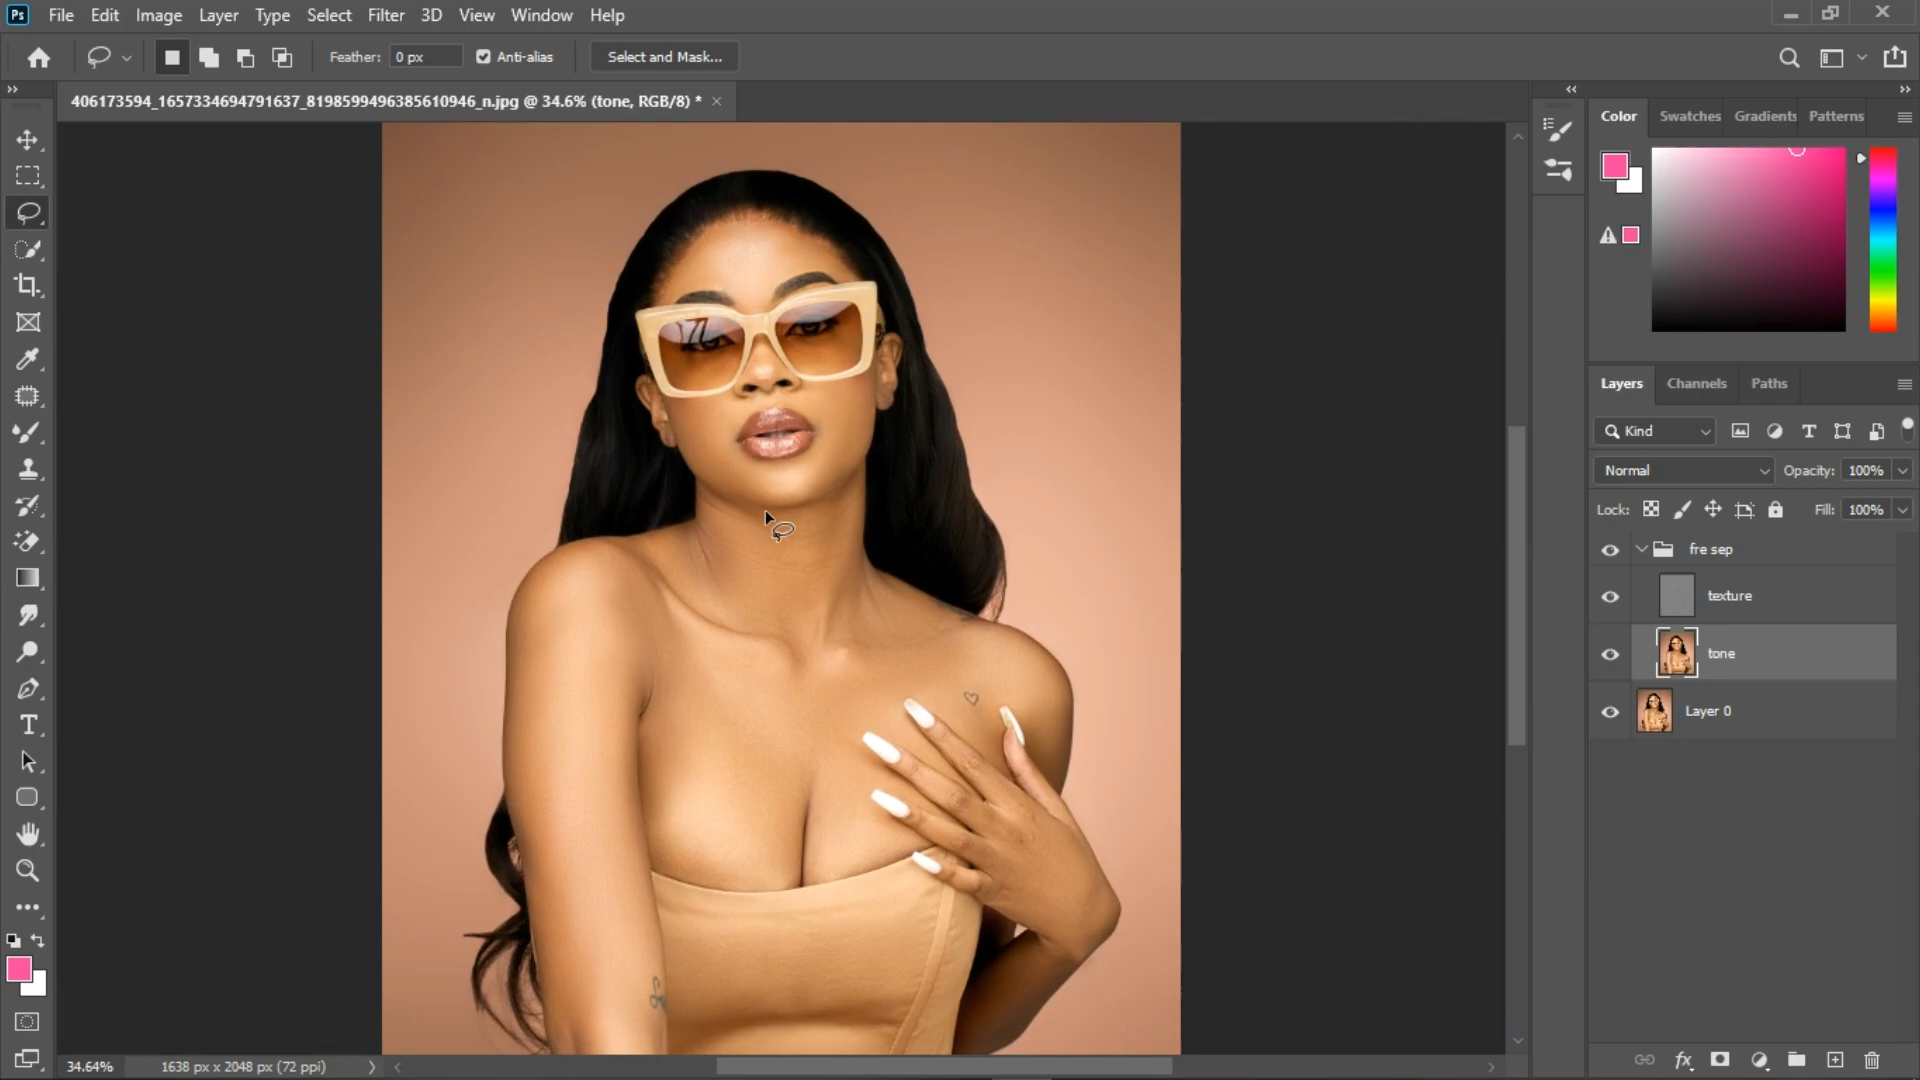 Ps File Edit Image Layer Type Select Filter 3D View Window Help
Feather: 0 px Anti-alias Select and Mask...
406173594_1657334694791637_8198599496385610946_n.jpg @ 34.6% (tone, RGB/8) *
Color Swatches Gradients Patterns
Layers Channels Paths
Kind
Normal Opacity: 100%
Lock: Fill: 100%
fre sep
texture
tone
Layer 0
34.64% 1638 px x 2048 px (72 ppi)